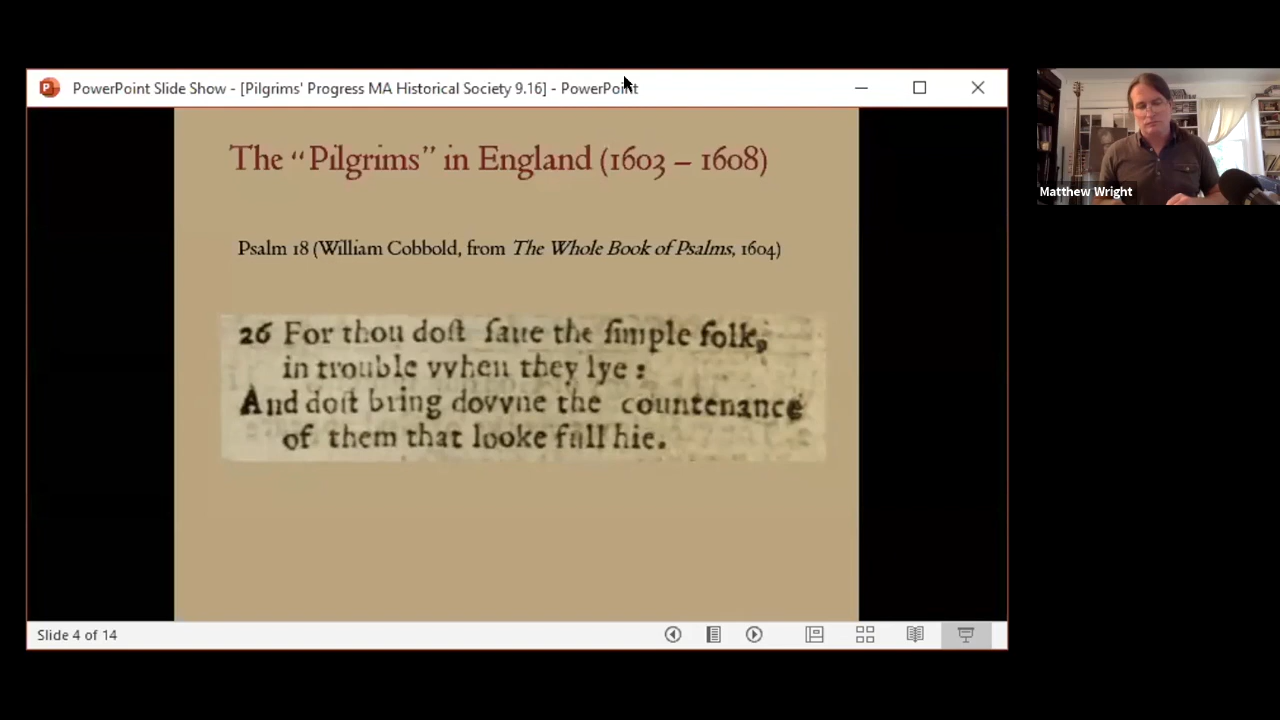 PowerPoint Slide Show - [Pilgrims' Progress MA Historical Society 9.16] - PowerPoint
The “Pilgrims” in England (1603 – 1608)
Psalm 18 (William Cobbold, from The Whole Book of Psalms, 1604)
26 For thou doſt ſaue the ſimple folk,
in trouble vvhen they lye :
And doſt bring dovvne the countenance
of them that looke full hie.
Slide 4 of 14
Matthew Wright